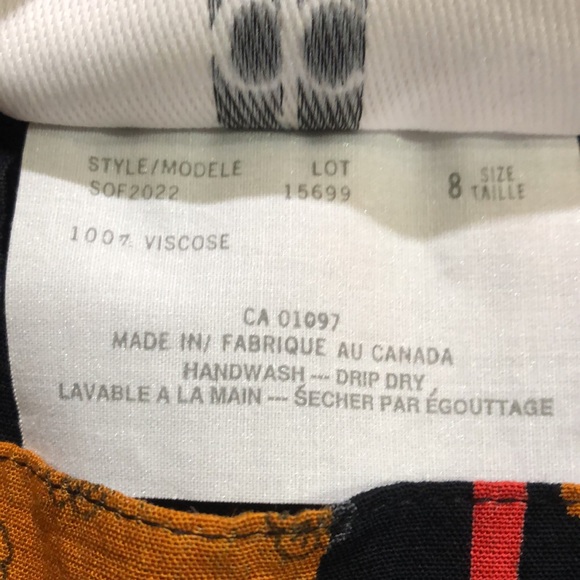 STYLE/MODELE LOT 8 SIZE
SOF2022 15699 TAILLE
100% VISCOSE
CA 01097
MADE IN/ FABRIQUE AU CANADA
HANDWASH --- DRIP DRY
LAVABLE A LA MAIN --- SECHER PAR ÉGOUTTAGE